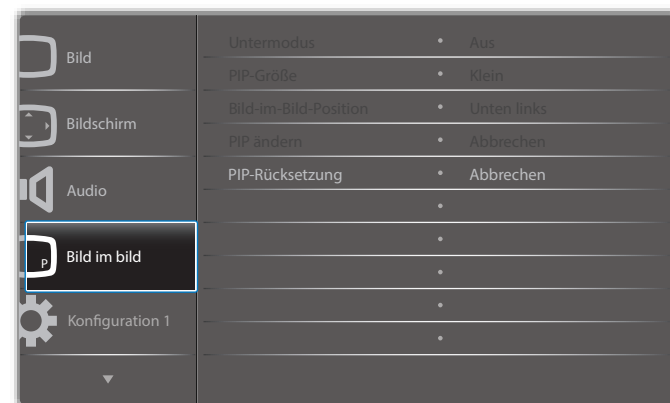 Bild
Bildschirm
Audio
P
Bild im bild
Konfiguration 1
Untermodus • Aus
PIP-Größe • Klein
Bild-im-Bild-Position • Unten links
PIP ändern • Abbrechen
PIP-Rücksetzung • Abbrechen
•
•
•
•
•